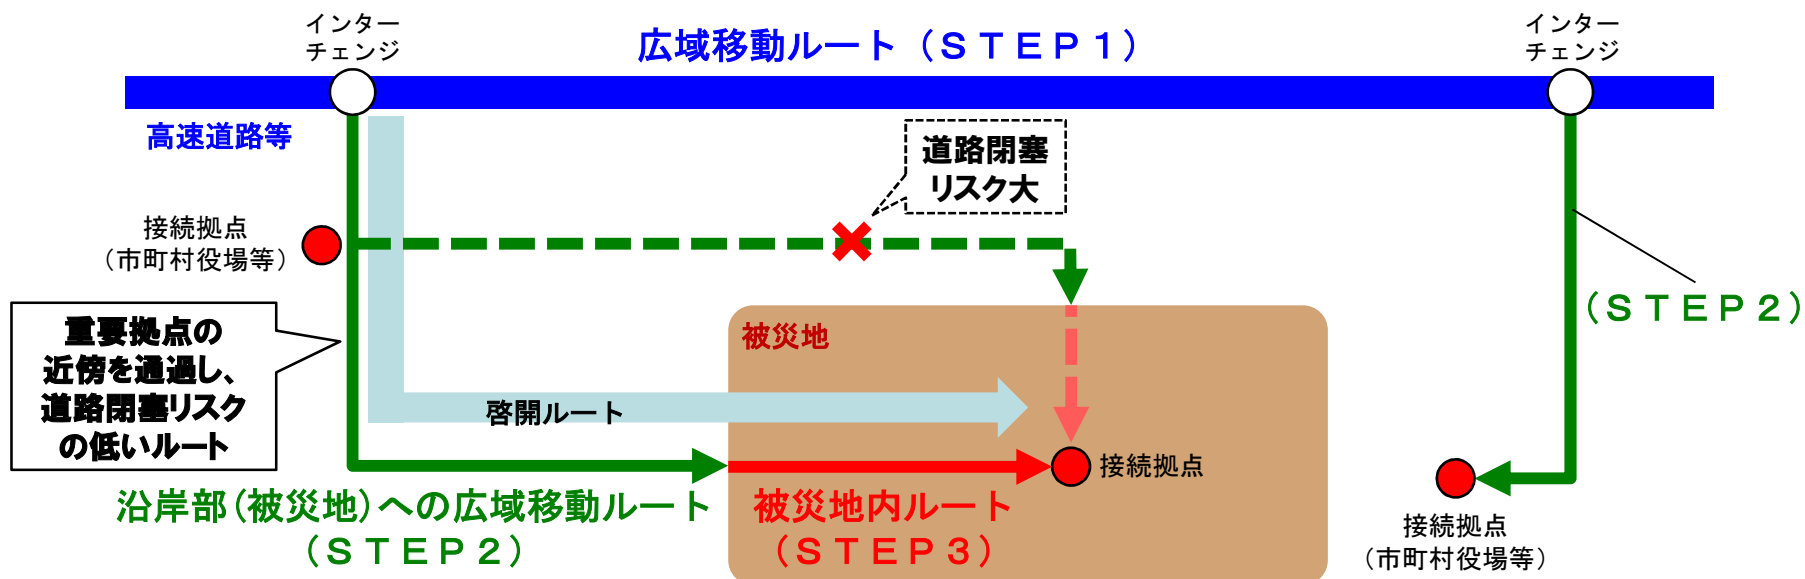 インター
チェンジ
広域移動ルート（ＳＴＥＰ１）
インター
チェンジ
高速道路等
道路閉塞
リスク大
接続拠点
（市町村役場等）
（ＳＴＥＰ２）
重要拠点の
近傍を通過し、
道路閉塞リスク
の低いルート
被災地
啓開ルート
接続拠点
沿岸部（被災地）への広域移動ルート
（ＳＴＥＰ２）
被災地内ルート
（ＳＴＥＰ３）
接続拠点
（市町村役場等）